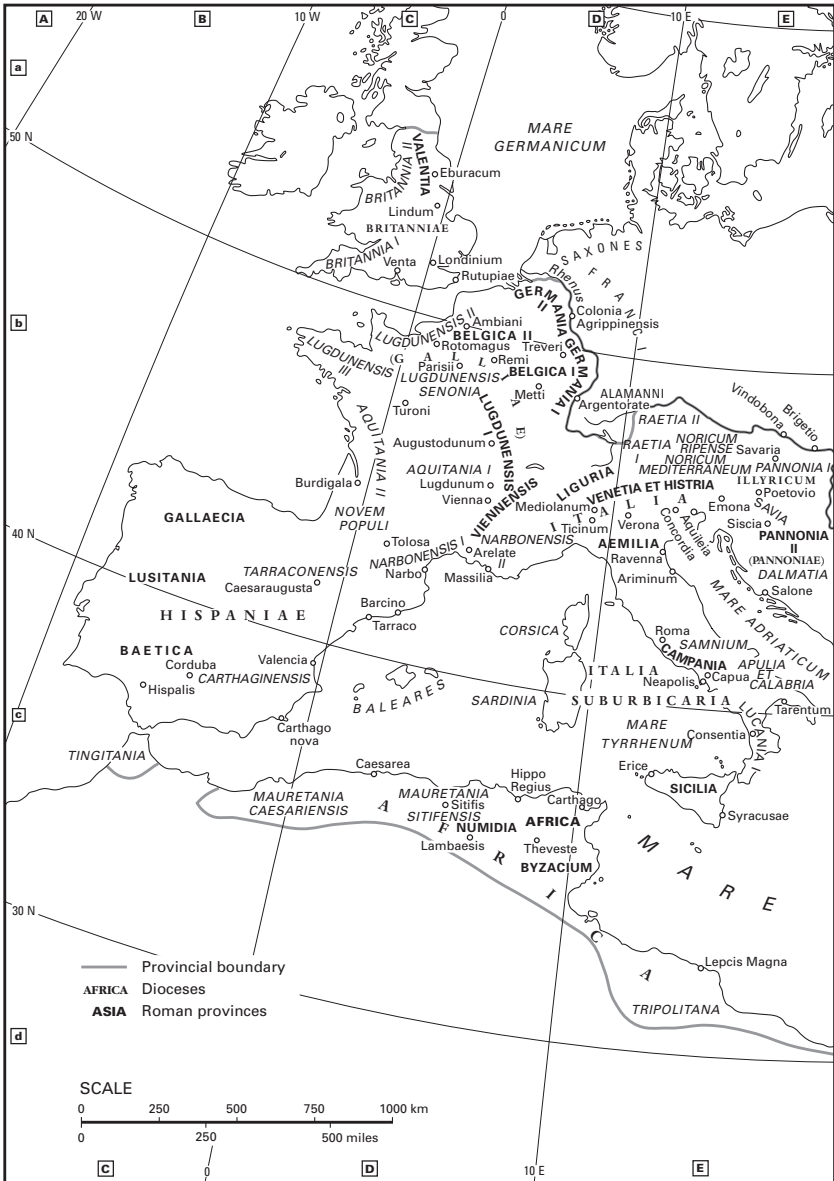 A
20 W
B
10 W
C
0
D
10 E
E
a
50 N
MARE
GERMANICUM
VALENTIA
BRITANNIA II
Eburacum
Lindum
BRITANNIAE
BRITANNIA I
Venta
Londinium
Rutupiae
SAXONES
FRANCI
Rhenus
b
GERMANIA
II
Colonia
Agrippinensis
LUGDUNENSIS II
Ambiani
BELGICA II
Rotomagus
Treveri
GERMANIA I
LUGDUNENSIS
III
(GALLIAE)
Parisii
Remi
BELGICA I
LUGDUNENSIS
SENONIA
Metti
Turoni
ALAMANNI
Argentorate
RAETIA II
Vindobona
Brigetio
AQUITANIA II
LUGDUNENSIS
I
Augustodunum
RAETIA
I
NORICUM
RIPENSE
Savaria
NORICUM
MEDITERRANEUM
PANNONIA I
AQUITANIA I
Lugdunum
Vienna
LIGURIA
VENETIA ET HISTRIA
ILLYRICUM
Poetovio
Burdigala
VIENNENSIS
Mediolanum
ITALIA
Emona
SAVIA
GALLAECIA
NOVEM
POPULI
Ticinum
Verona
Concordia
Aquileia
Siscia
40 N
Tolosa
NARBONENSIS I
NARBONENSIS
II
Arelate
AEMILIA
PANNONIA
II
(PANNONIAE)
Ravenna
LUSITANIA
TARRACONENSIS
Caesaraugusta
Narbo
Massilia
Ariminum
DALMATIA
Salone
HISPANIAE
Barcino
Tarraco
CORSICA
MARE ADRIATICUM
Roma
SAMNIUM
BAETICA
Corduba
Valencia
CARTHAGINENSIS
Hispalis
ITALIA
CAMPANIA
Capua
APULIA
ET
CALABRIA
Neapolis
BALEARES
SARDINIA
SUBURBICARIA
c
Carthago
nova
LUCANIA
Tarentum
MARE
TYRRHENUM
Consentia
TINGITANIA
Caesarea
Hippo
Regius
Erice
MAURETANIA
CAESARIENSIS
MAURETANIA
SITIFENSIS
Sitifis
Carthago
SICILIA
AFRICA
NUMIDIA
AFRICA
Syracusae
Lambaesis
Theveste
BYZACIUM
MARE
30 N
Lepcis Magna
TRIPOLITANA
Provincial boundary
AFRICA Dioceses
ASIA Roman provinces
d
SCALE
0 250 500 750 1000 km
0 250 500 miles
C
0
D
10 E
E